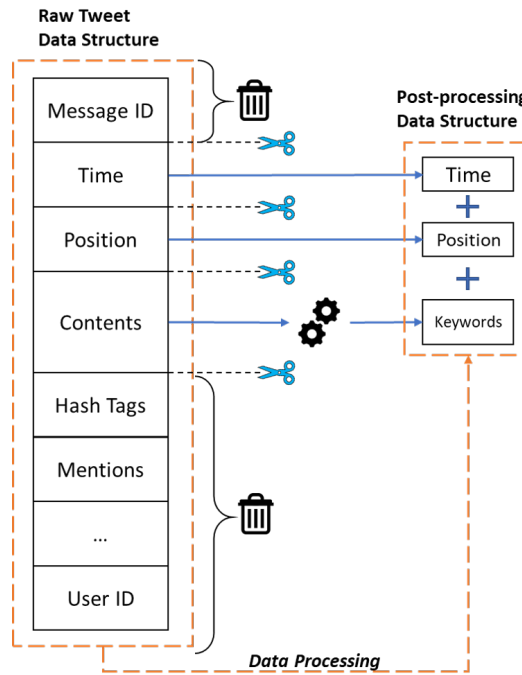 Raw Tweet
Data Structure
Message ID
Time
Position
Contents
Hash Tags
Mentions
...
User ID
Post-processing
Data Structure
Time
+
Position
+
Keywords
Data Processing